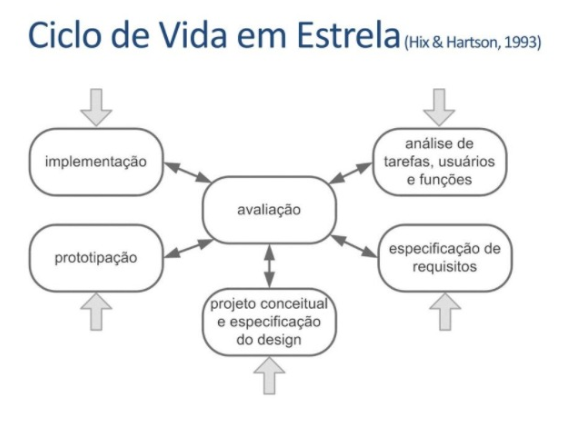 Ciclo de Vida em Estrela (Hix & Hartson, 1993)
implementação
análise de
tarefas, usuários
e funções
avaliação
prototipação
especificação de
requisitos
projeto conceitual
e especificação
do design